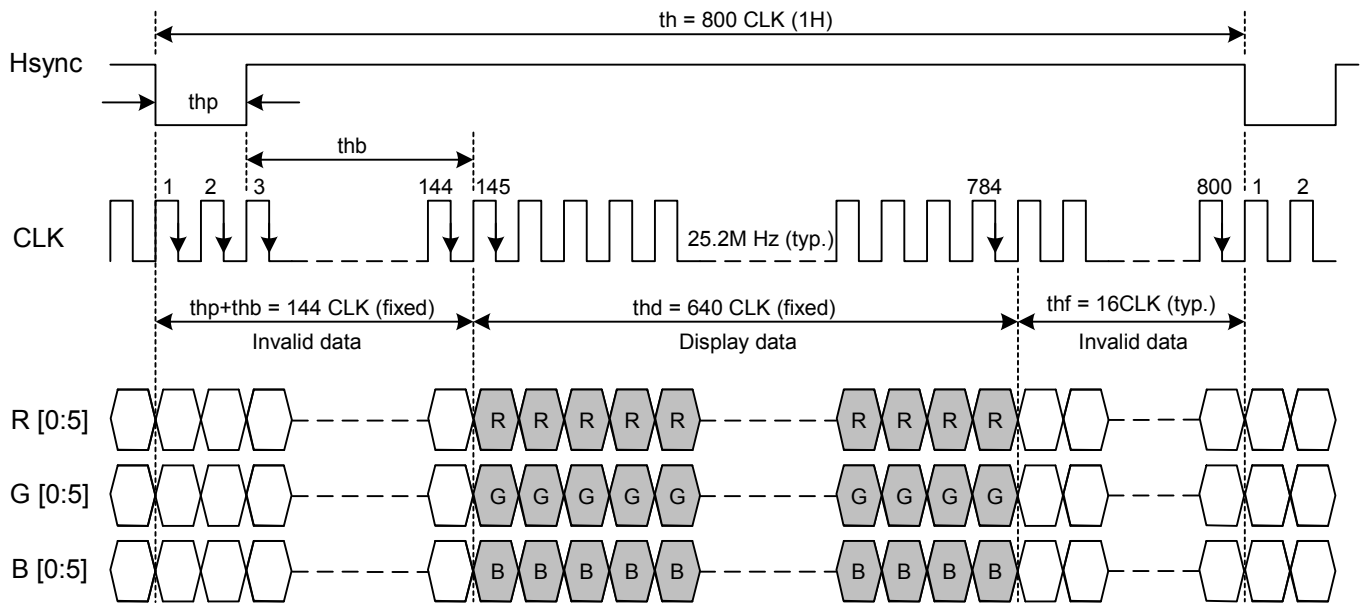 th = 800 CLK (1H)
Hsync
thp
thb
1 2 3 144 145 784 800 1 2
CLK
25.2M Hz (typ.)
thp+thb = 144 CLK (fixed) thd = 640 CLK (fixed) thf = 16CLK (typ.)
Invalid data Display data Invalid data
R [0:5] R R R R R R R R R
G [0:5] G G G G G G G G G
B [0:5] B B B B B B B B B